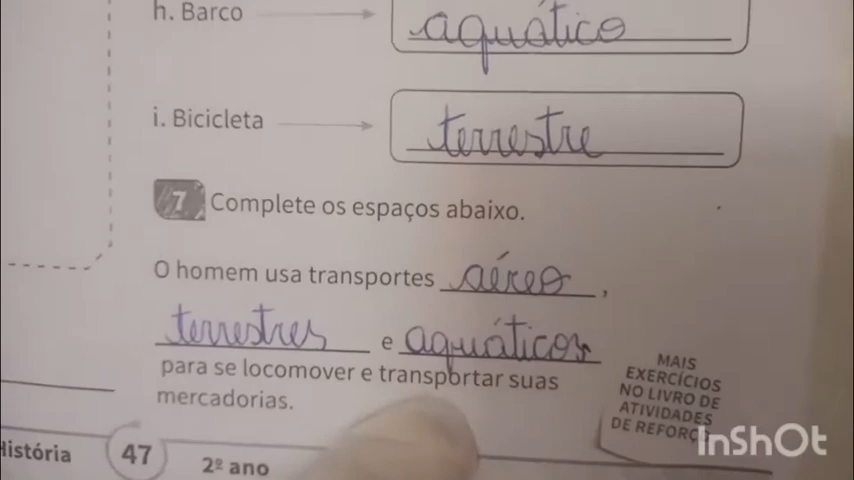 h. Barco aquático
i. Bicicleta terrestre
7 Complete os espaços abaixo.
O homem usa transportes aéreo,
terrestres e aquáticos
para se locomover e transportar suas
mercadorias.
MAIS
EXERCÍCIOS
NO LIVRO DE
ATIVIDADES
DE REFORÇO
História 47 2º ano
InShOt